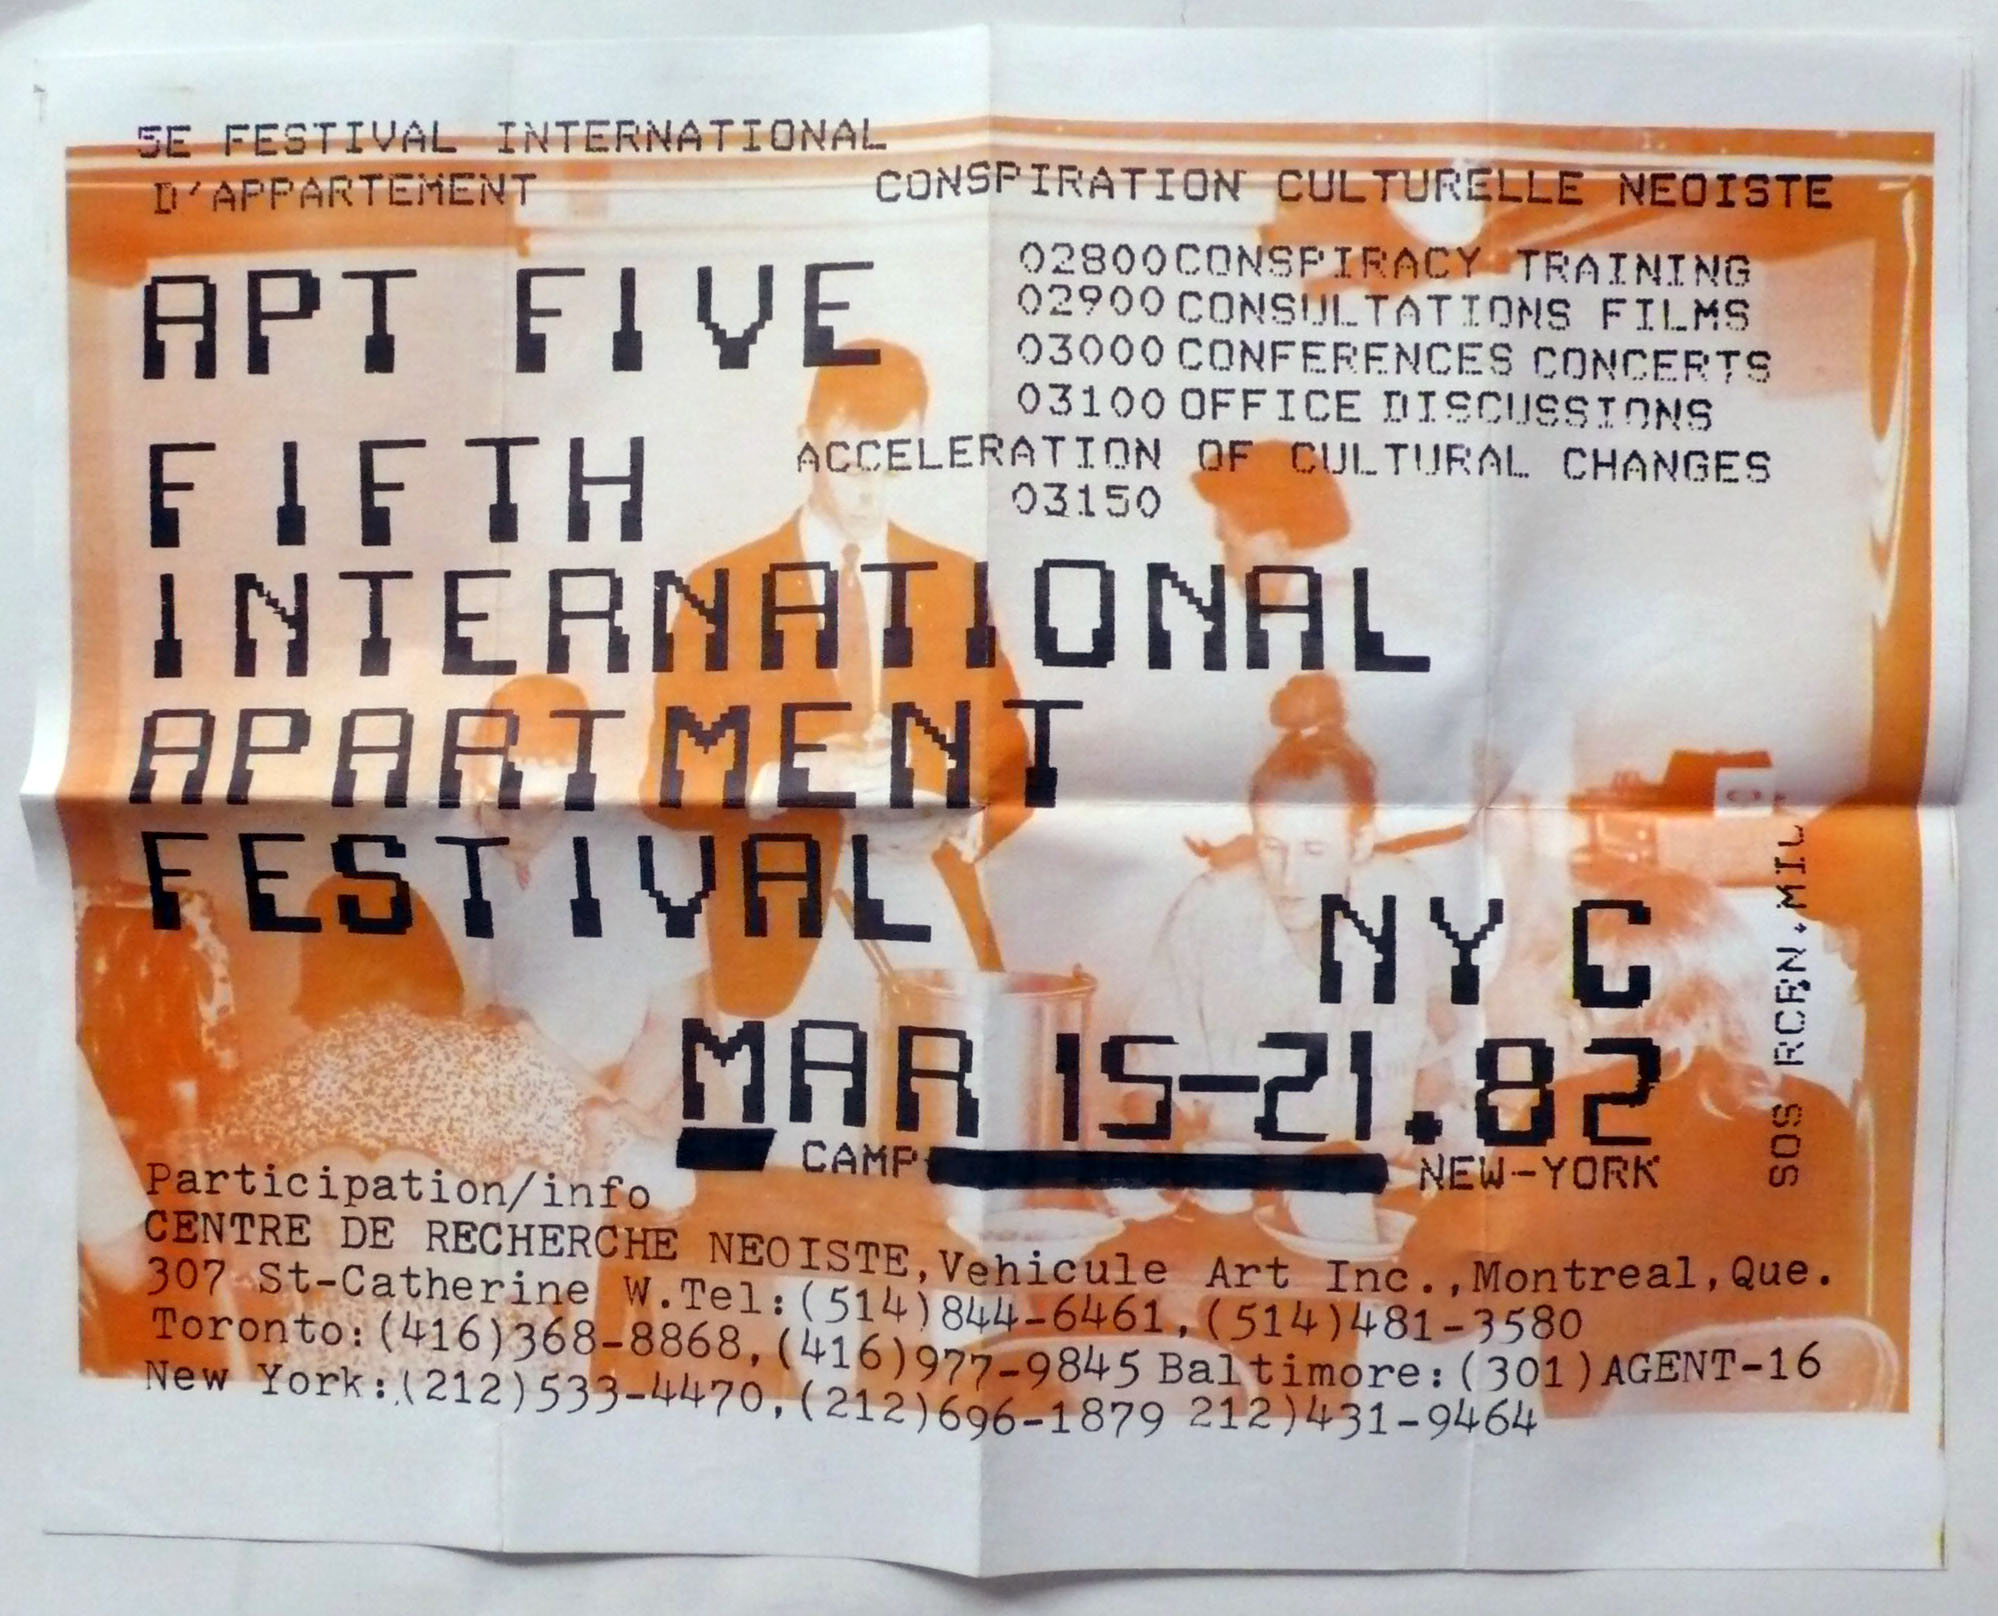 5E FESTIVAL INTERNATIONAL
D'APPARTEMENT
CONSPIRATION CULTURELLE NEOISTE
02800 CONSPIRACY TRAINING
02900 CONSULTATIONS FILMS
03000 CONFERENCES CONCERTS
03100 OFFICE DISCUSSIONS
ACCELERATION OF CULTURAL CHANGES
03150
APT FIVE
FIFTH
INTERNATIONAL
APARTMENT
FESTIVAL
NYC
MAR 15-21.82
CAMP
NEW-YORK
SOS RCEN.MIL
Participation/info
CENTRE DE RECHERCHE NEOISTE,Vehicule Art Inc.,Montreal,Que.
307 St-Catherine W.Tel:(514)844-6461,(514)481-3580
Toronto:(416)368-8868,(416)977-9845 Baltimore:(301)AGENT-16
New York:(212)533-4470,(212)696-1879 212)431-9464